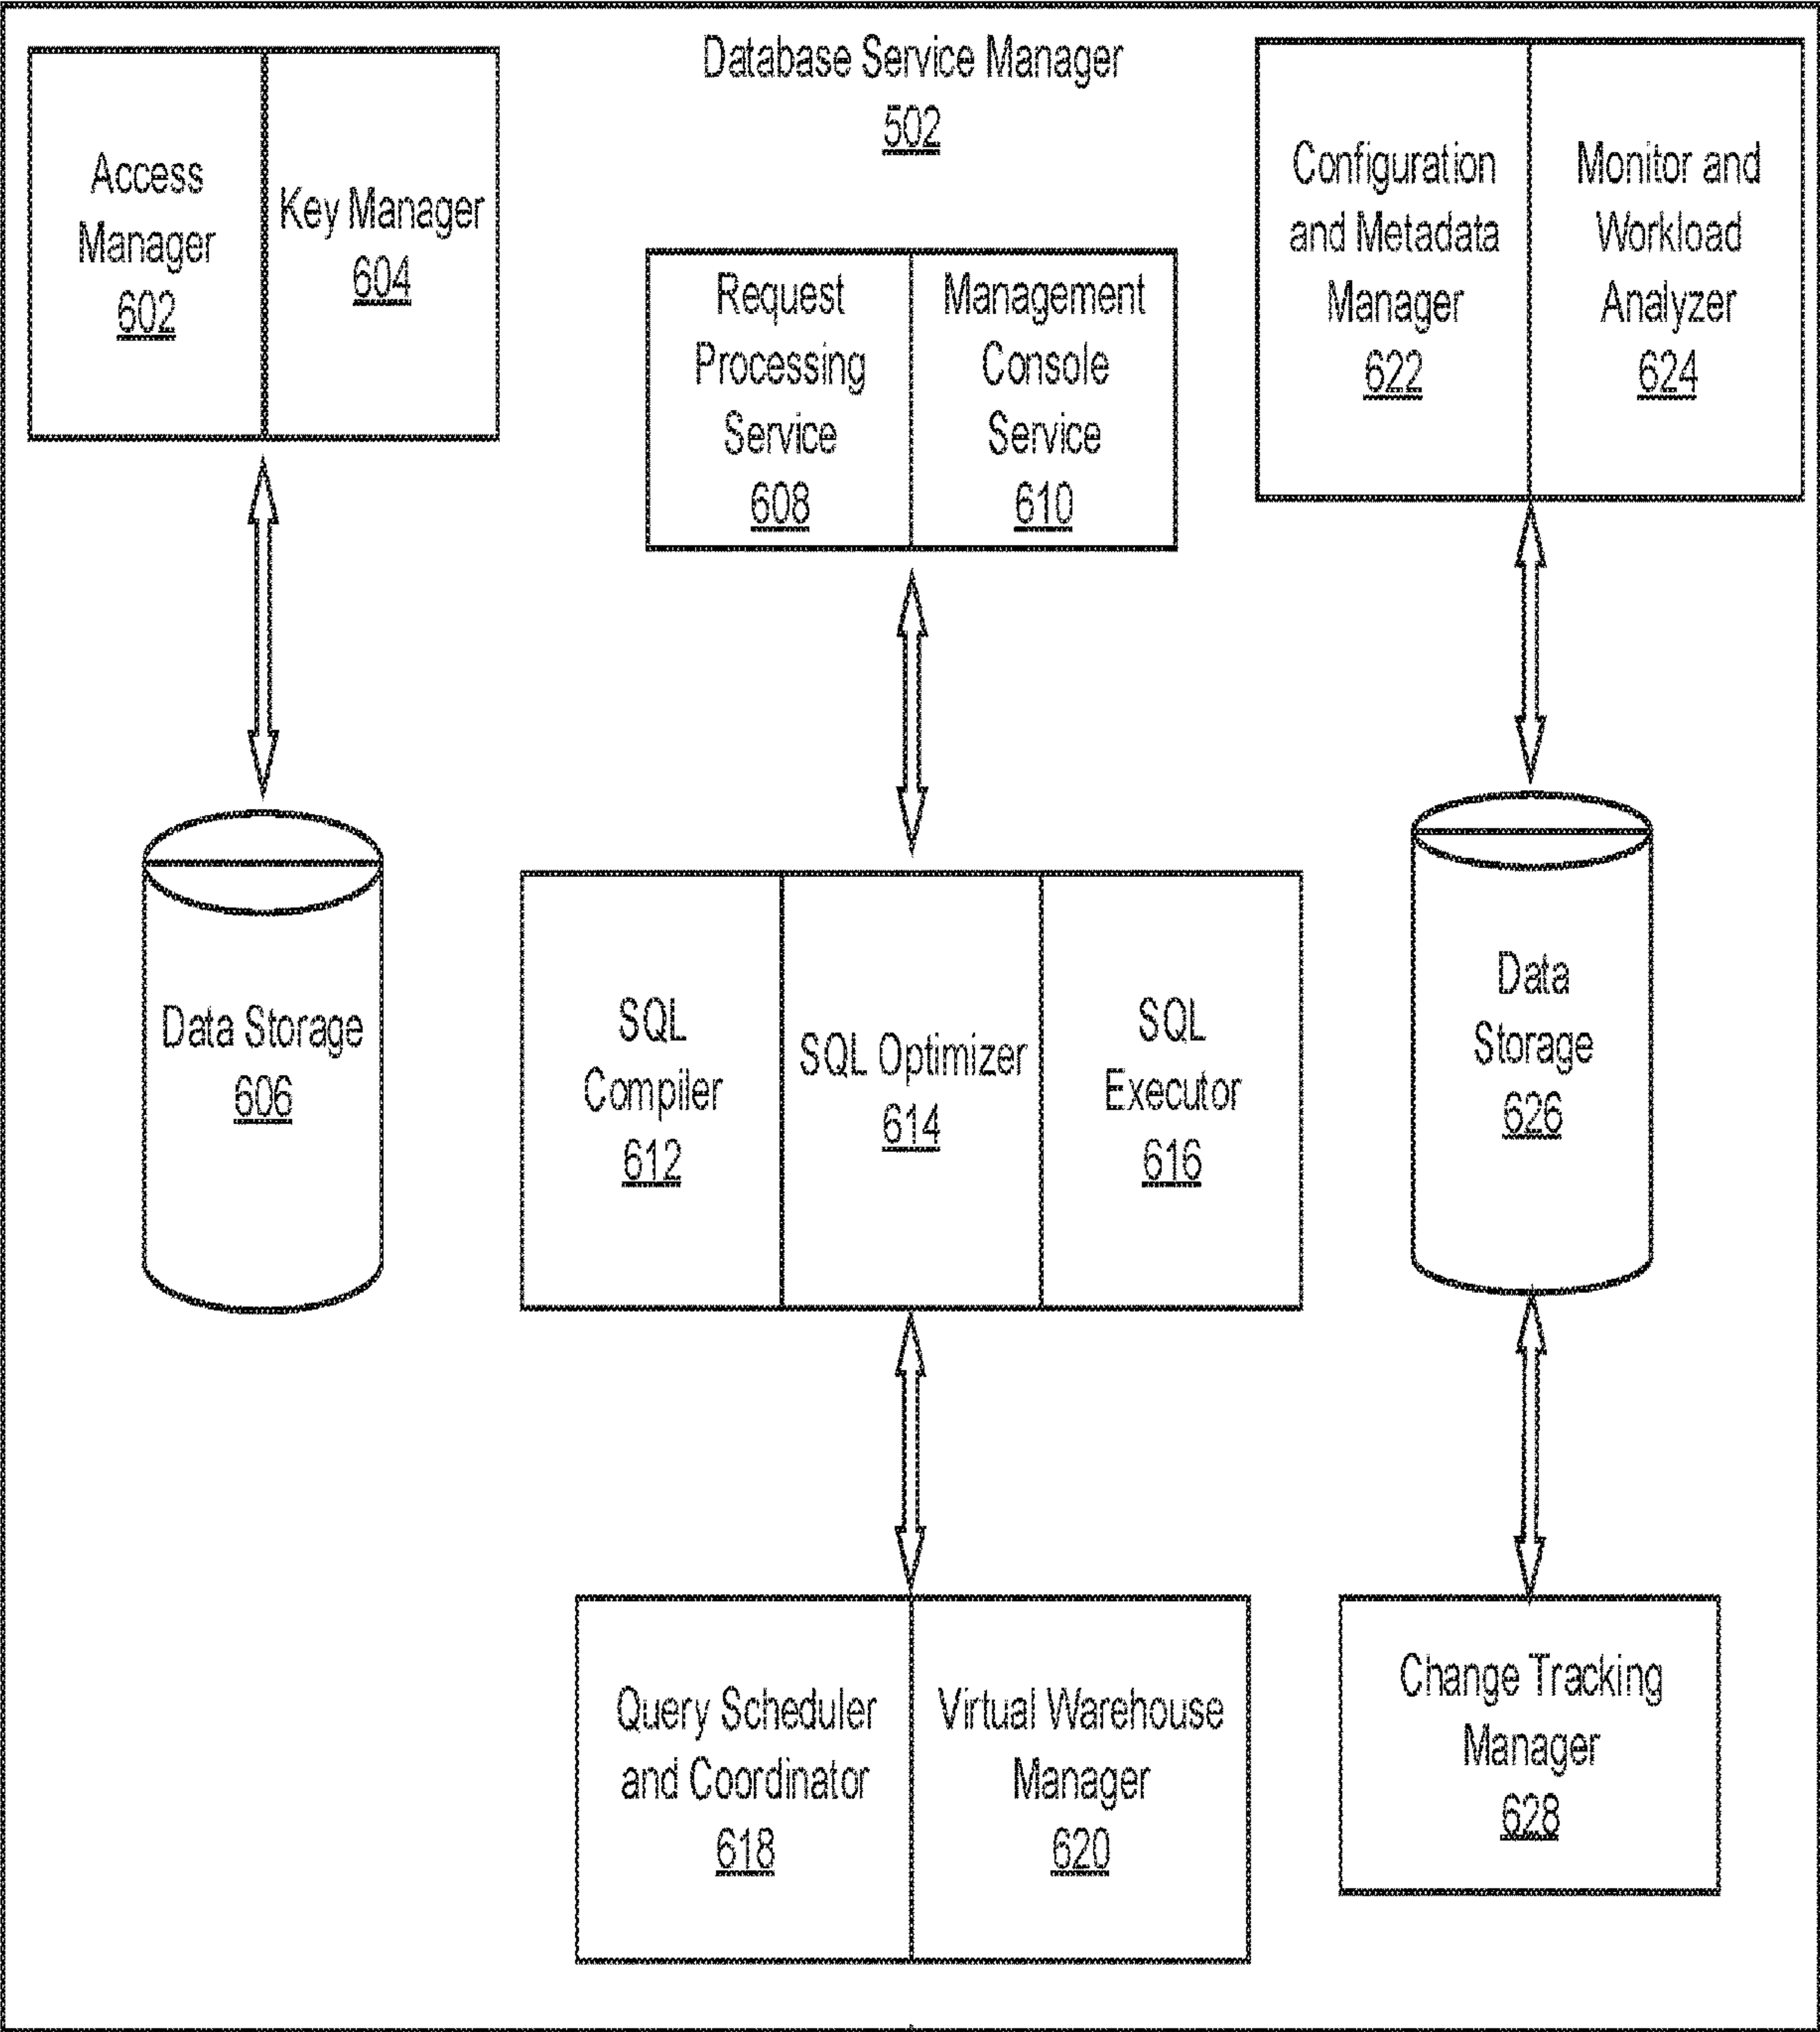 Database Service Manager
502
Access
Manager
602
Key Manager
604
Request
Processing
Service
608
Management
Console
Service
610
Configuration
and Metadata
Manager
622
Monitor and
Workload
Analyzer
624
Data Storage
606
SQL
Compiler
612
SQL Optimizer
614
SQL
Executor
616
Data
Storage
626
Query Scheduler
and Coordinator
618
Virtual Warehouse
Manager
620
Change Tracking
Manager
628